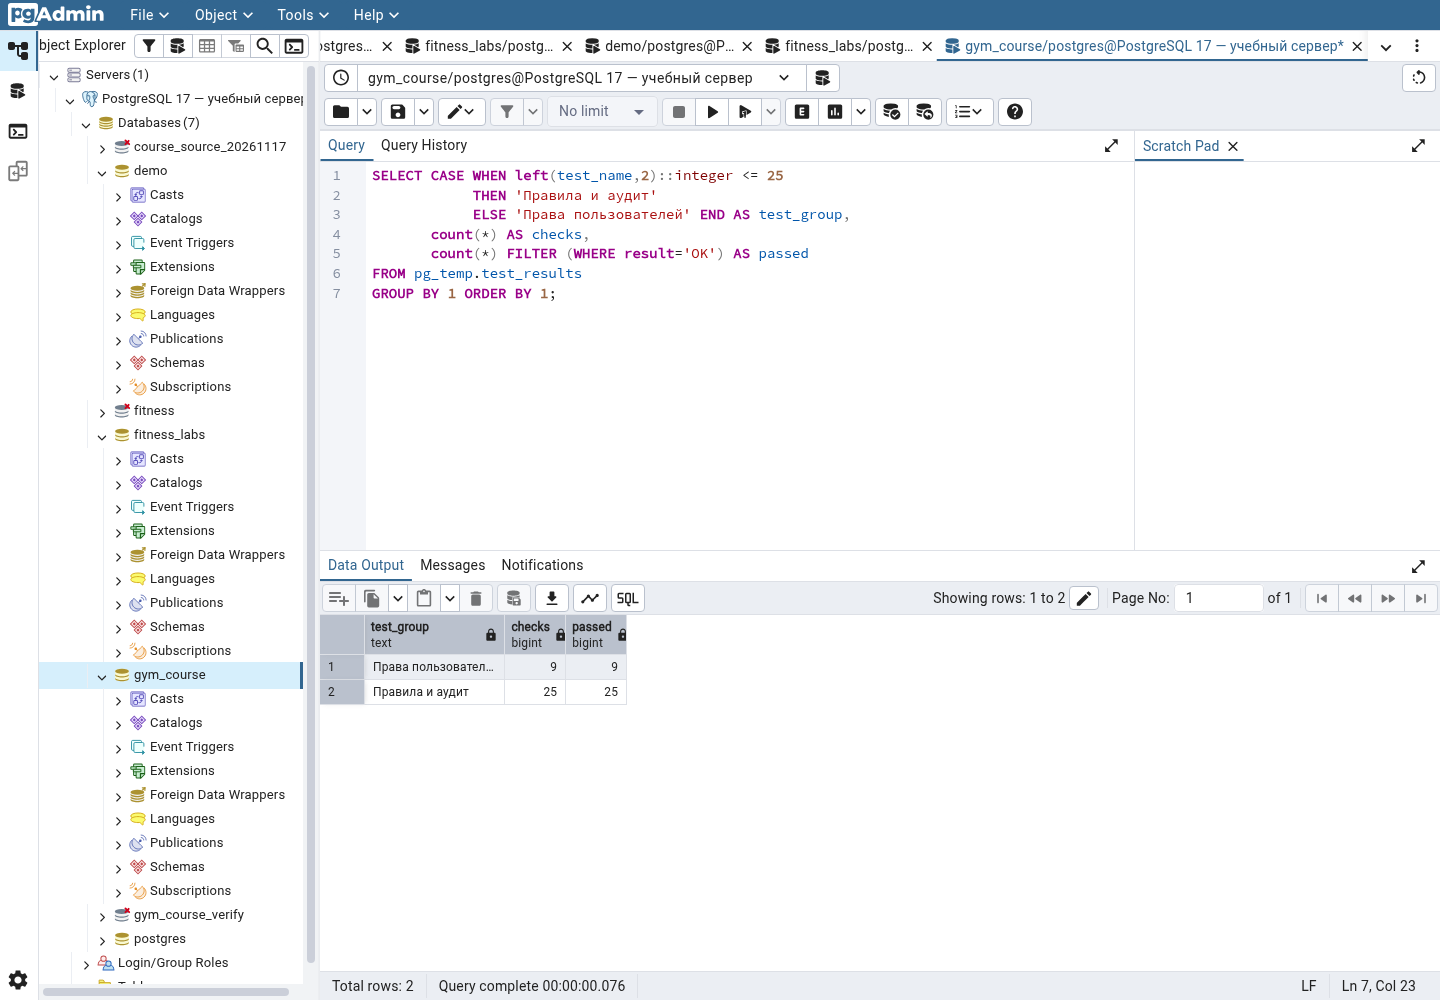 pgAdmin File Object Tools Help
bject Explorer
ostgres... fitness_labs/postg... demo/postgres@P... fitness_labs/postg... gym_course/postgres@PostgreSQL 17 — учебный сервер*
gym_course/postgres@PostgreSQL 17 — учебный сервер
No limit
Servers (1)
PostgreSQL 17 — учебный сервер
Databases (7)
course_source_20261117
demo
Casts
Catalogs
Event Triggers
Extensions
Foreign Data Wrappers
Languages
Publications
Schemas
Subscriptions
fitness
fitness_labs
Casts
Catalogs
Event Triggers
Extensions
Foreign Data Wrappers
Languages
Publications
Schemas
Subscriptions
gym_course
Casts
Catalogs
Event Triggers
Extensions
Foreign Data Wrappers
Languages
Publications
Schemas
Subscriptions
gym_course_verify
postgres
Login/Group Roles
Query Query History
Scratch Pad
1 SELECT CASE WHEN left(test_name,2)::integer <= 25
2 THEN 'Правила и аудит'
3 ELSE 'Права пользователей' END AS test_group,
4 count(*) AS checks,
5 count(*) FILTER (WHERE result='OK') AS passed
6 FROM pg_temp.test_results
7 GROUP BY 1 ORDER BY 1;
Data Output Messages Notifications
SQL Showing rows: 1 to 2 Page No: 1 of 1
test_group checks passed
text bigint bigint
1 Права пользовател... 9 9
2 Правила и аудит 25 25
Total rows: 2 Query complete 00:00:00.076 LF Ln 7, Col 23